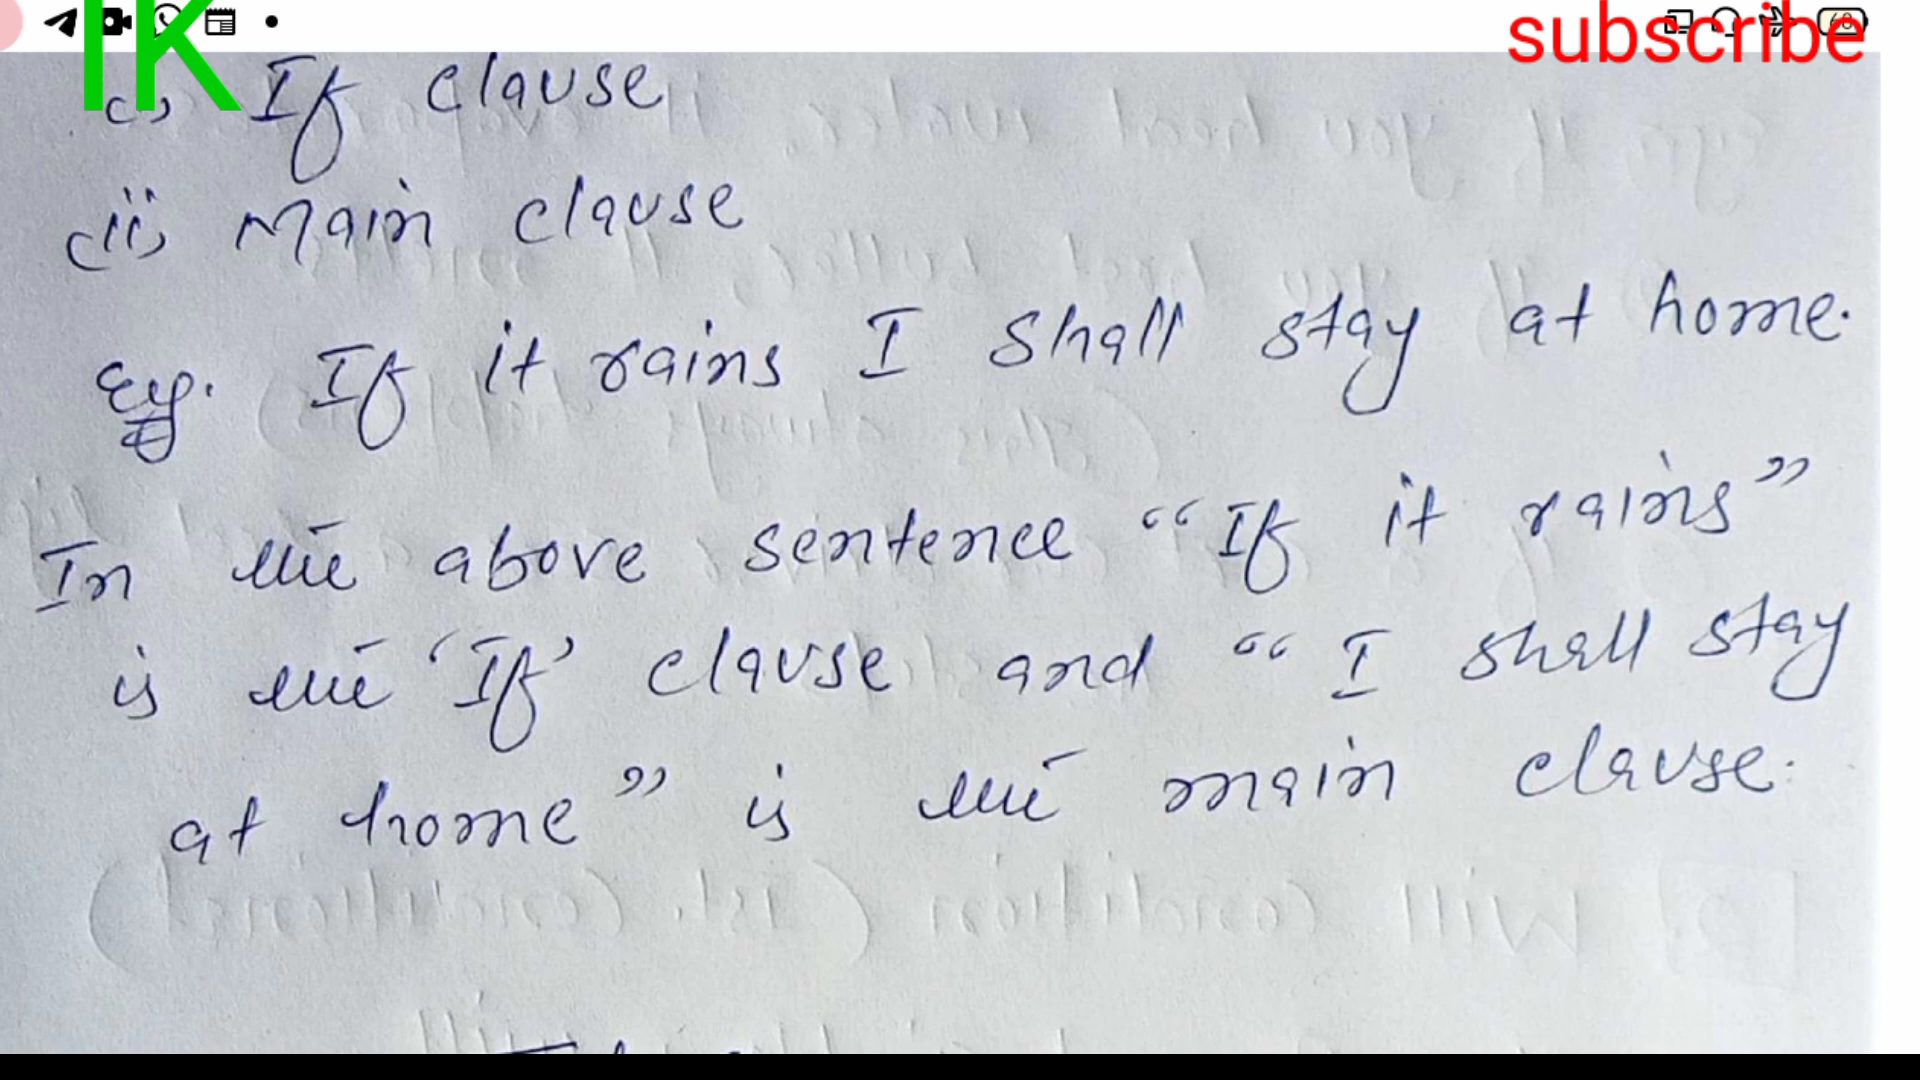 IK
subscribe
68
(i) If clause
(ii) Main clause
Eg. If it rains I shall stay at home.
In the above sentence “If it rains”
is the ‘If’ clause and “I shall stay
at home” is the main clause.